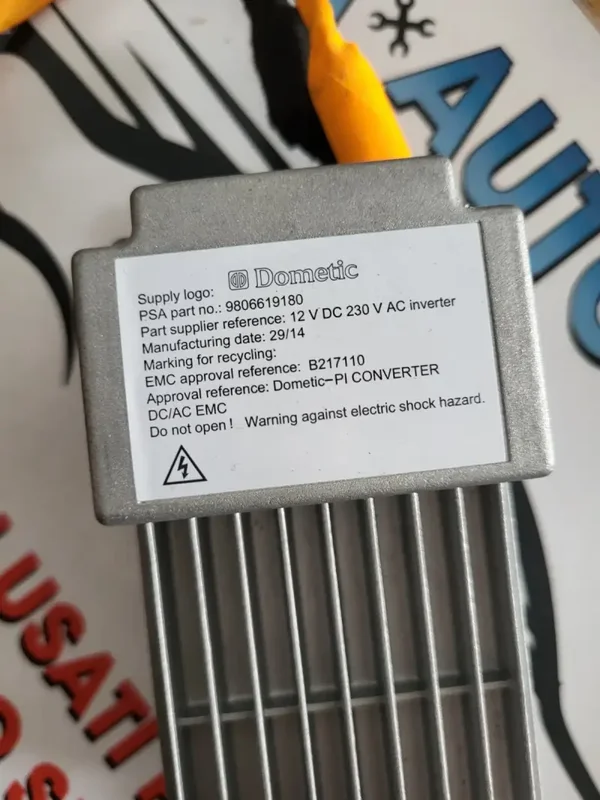 AUTO
Supply logo: Dometic
PSA part no.: 9806619180
Part supplier reference: 12 V DC 230 V AC inverter
Manufacturing date: 29/14
Marking for recycling:
EMC approval reference: B217110
Approval reference: Dometic-PI CONVERTER
DC/AC EMC
Do not open! Warning against electric shock hazard.
USATI